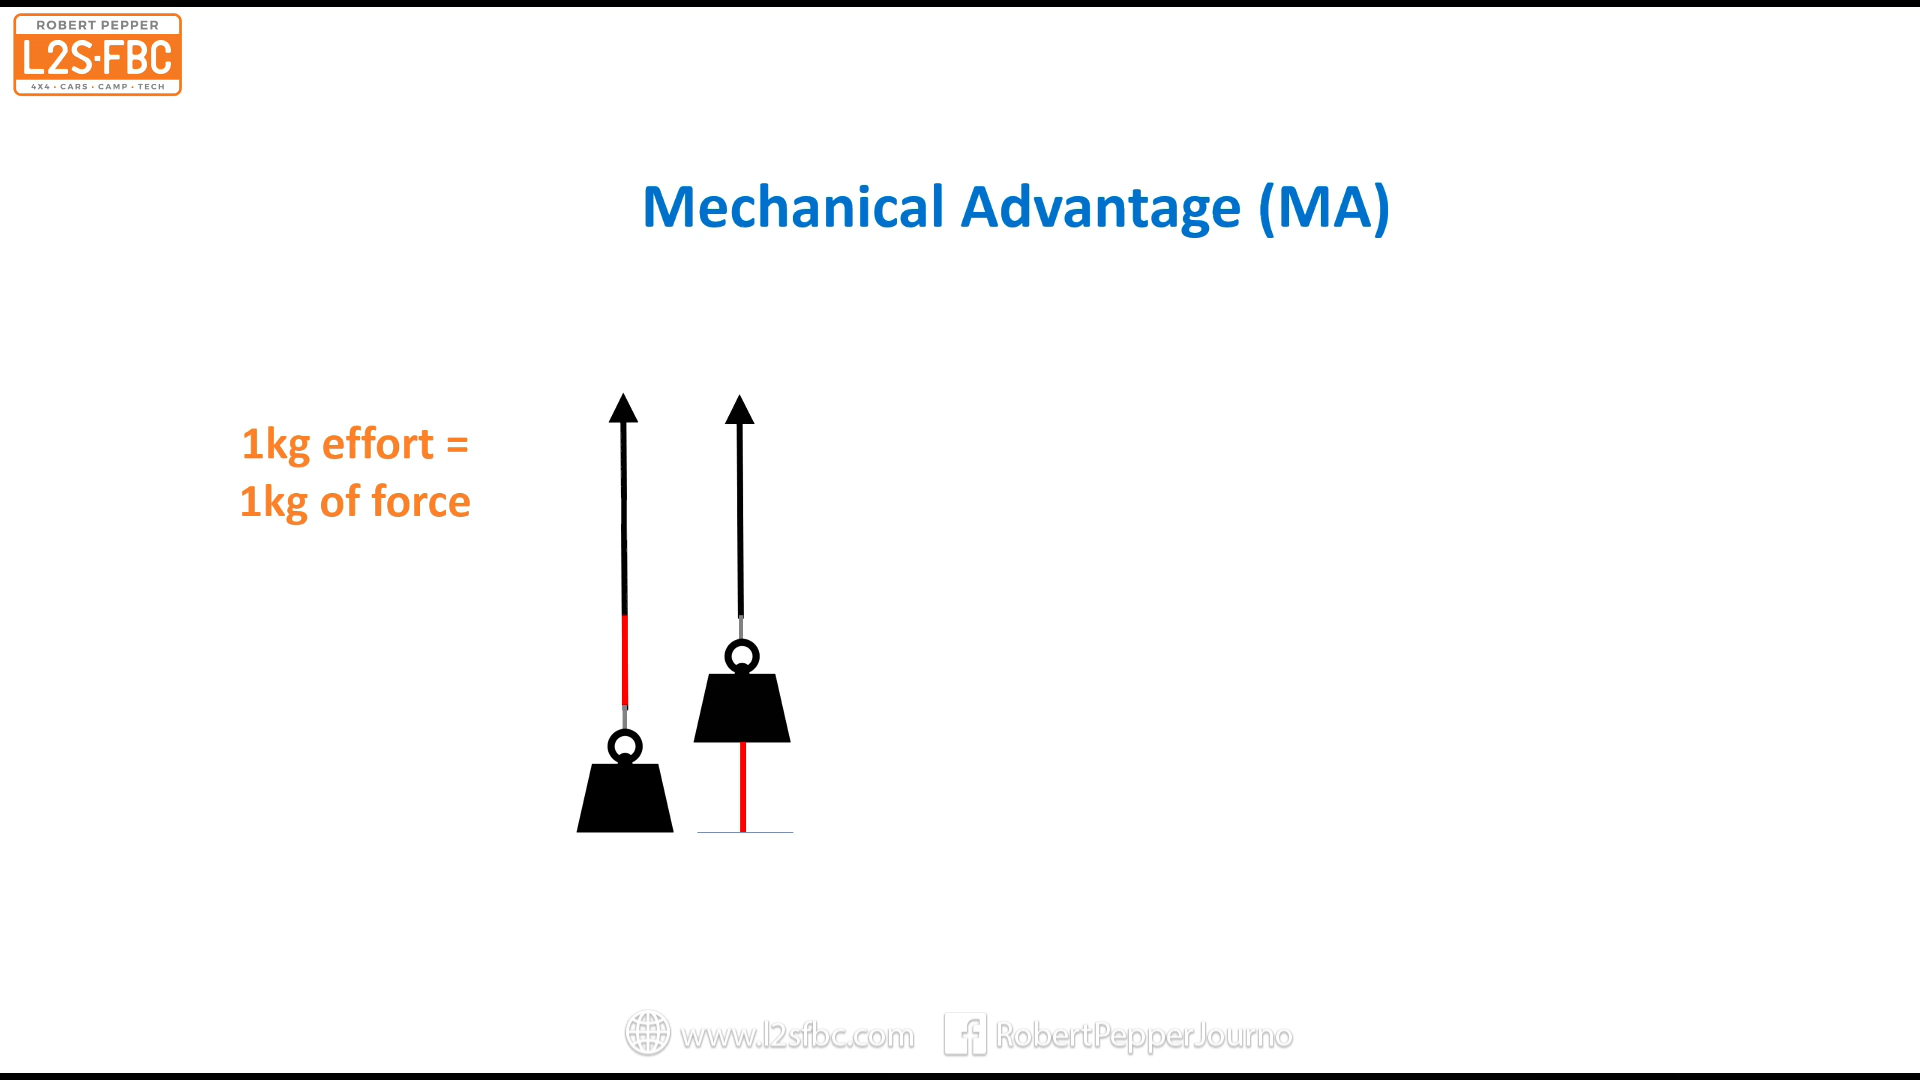 ROBERT PEPPER
L2S·FBC
4X4 · CARS · CAMP · TECH
Mechanical Advantage (MA)
1kg effort =
1kg of force
www.l2sfbc.com RobertPepperJourno